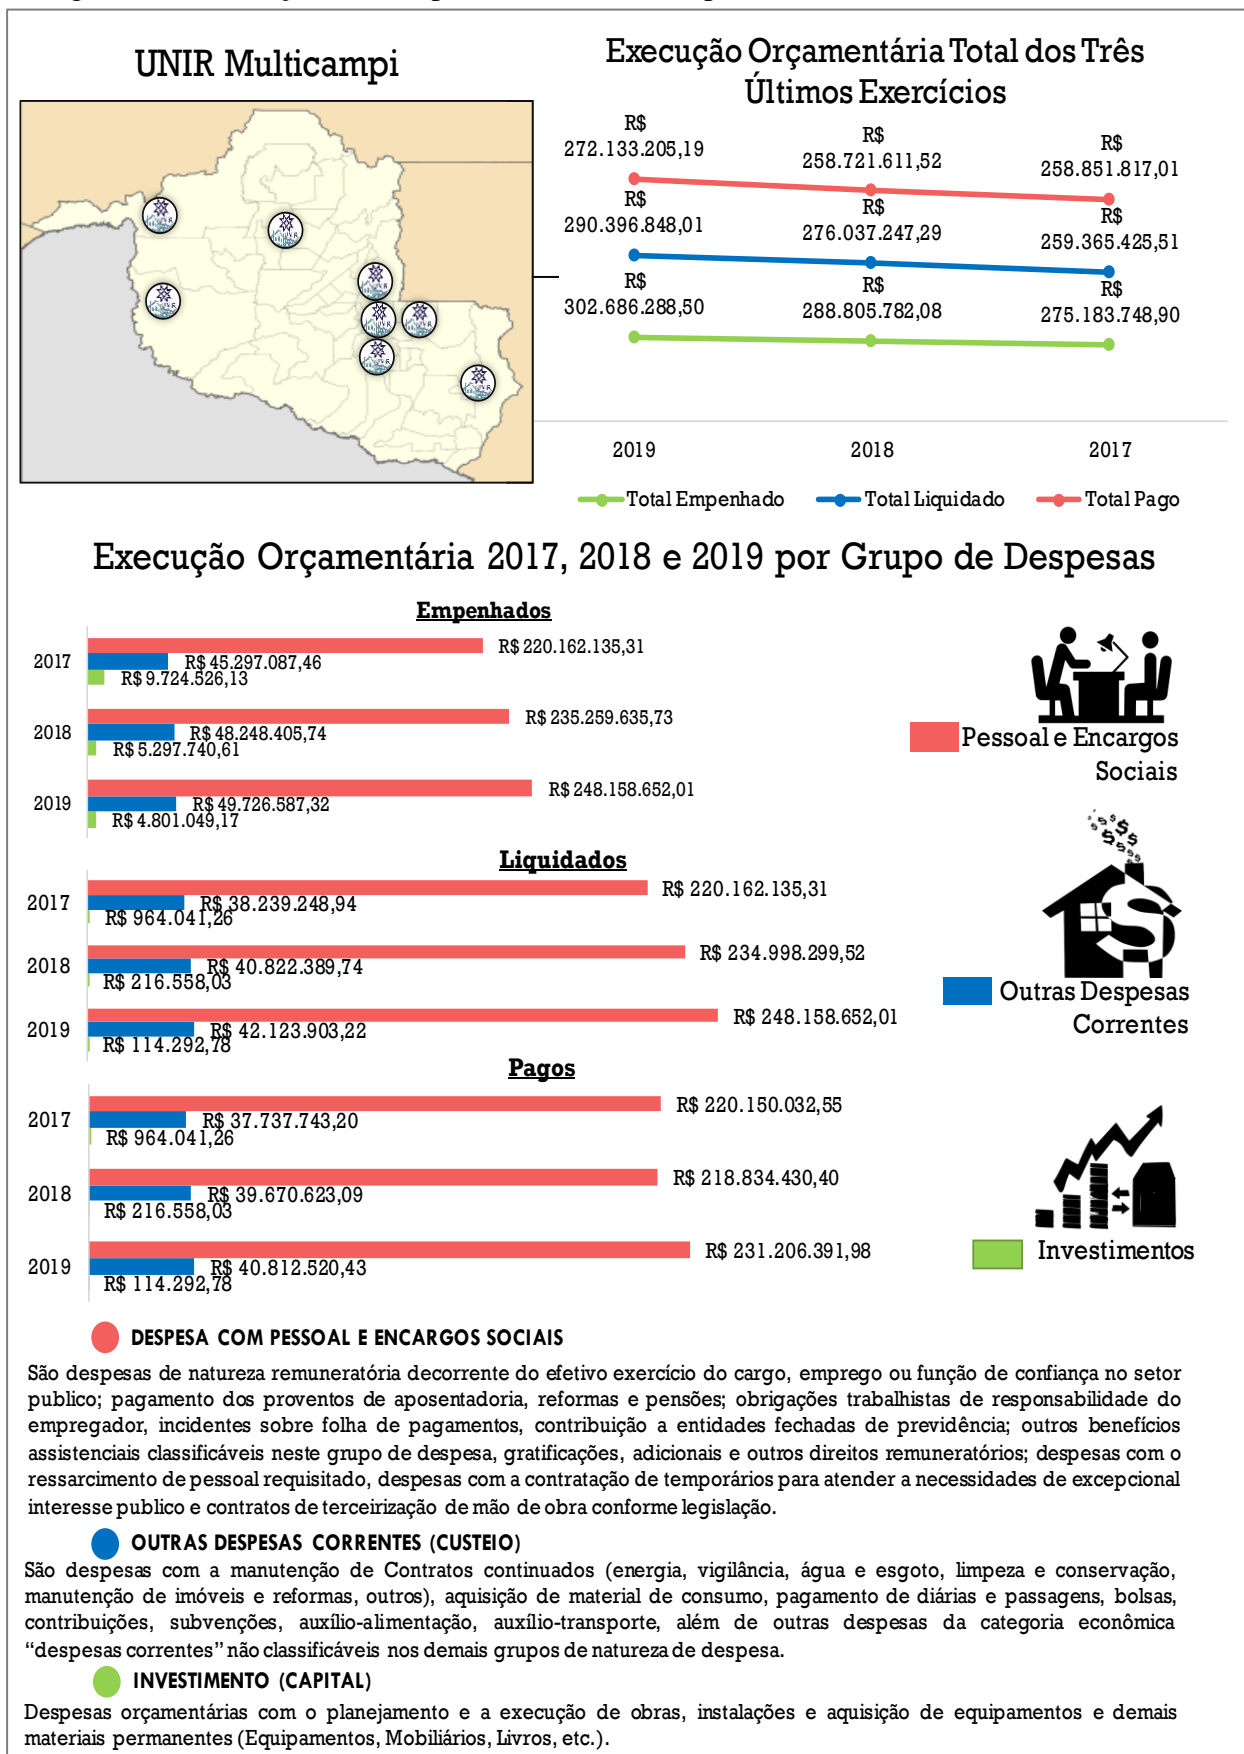 UNIR Multicampi
Execução Orçamentária Total dos Três
Últimos Exercícios
R$
272.133.205,19
R$
258.721.611,52
R$
258.851.817,01
R$
290.396.848,01
R$
276.037.247,29
R$
259.365.425,51
R$
302.686.288,50
R$
288.805.782,08
R$
275.183.748,90
2019 2018 2017
Total Empenhado Total Liquidado Total Pago
Execução Orçamentária 2017, 2018 e 2019 por Grupo de Despesas
Empenhados
2017
R$ 220.162.135,31
R$ 45.297.087,46
R$ 9.724.526,13
2018
R$ 235.259.635,73
R$ 48.248.405,74
R$ 5.297.740,61
2019
R$ 248.158.652,01
R$ 49.726.587,32
R$ 4.801.049,17
Pessoal e Encargos
Sociais
Liquidados
2017
R$ 220.162.135,31
R$ 38.239.248,94
R$ 964.041,26
2018
R$ 234.998.299,52
R$ 40.822.389,74
R$ 216.558,03
2019
R$ 248.158.652,01
R$ 42.123.903,22
R$ 114.292,78
Outras Despesas
Correntes
Pagos
2017
R$ 220.150.032,55
R$ 37.737.743,20
R$ 964.041,26
2018
R$ 218.834.430,40
R$ 39.670.623,09
R$ 216.558,03
2019
R$ 231.206.391,98
R$ 40.812.520,43
R$ 114.292,78
Investimentos
DESPESA COM PESSOAL E ENCARGOS SOCIAIS
São despesas de natureza remuneratória decorrente do efetivo exercício do cargo, emprego ou função de confiança no setor
publico; pagamento dos proventos de aposentadoria, reformas e pensões; obrigações trabalhistas de responsabilidade do
empregador, incidentes sobre folha de pagamentos, contribuição a entidades fechadas de previdência; outros benefícios
assistenciais classificáveis neste grupo de despesa, gratificações, adicionais e outros direitos remuneratórios; despesas com o
ressarcimento de pessoal requisitado, despesas com a contratação de temporários para atender a necessidades de excepcional
interesse publico e contratos de terceirização de mão de obra conforme legislação.
OUTRAS DESPESAS CORRENTES (CUSTEIO)
São despesas com a manutenção de Contratos continuados (energia, vigilância, água e esgoto, limpeza e conservação,
manutenção de imóveis e reformas, outros), aquisição de material de consumo, pagamento de diárias e passagens, bolsas,
contribuições, subvenções, auxílio-alimentação, auxílio-transporte, além de outras despesas da categoria econômica
“despesas correntes” não classificáveis nos demais grupos de natureza de despesa.
INVESTIMENTO (CAPITAL)
Despesas orçamentárias com o planejamento e a execução de obras, instalações e aquisição de equipamentos e demais
materiais permanentes (Equipamentos, Mobiliários, Livros, etc.).